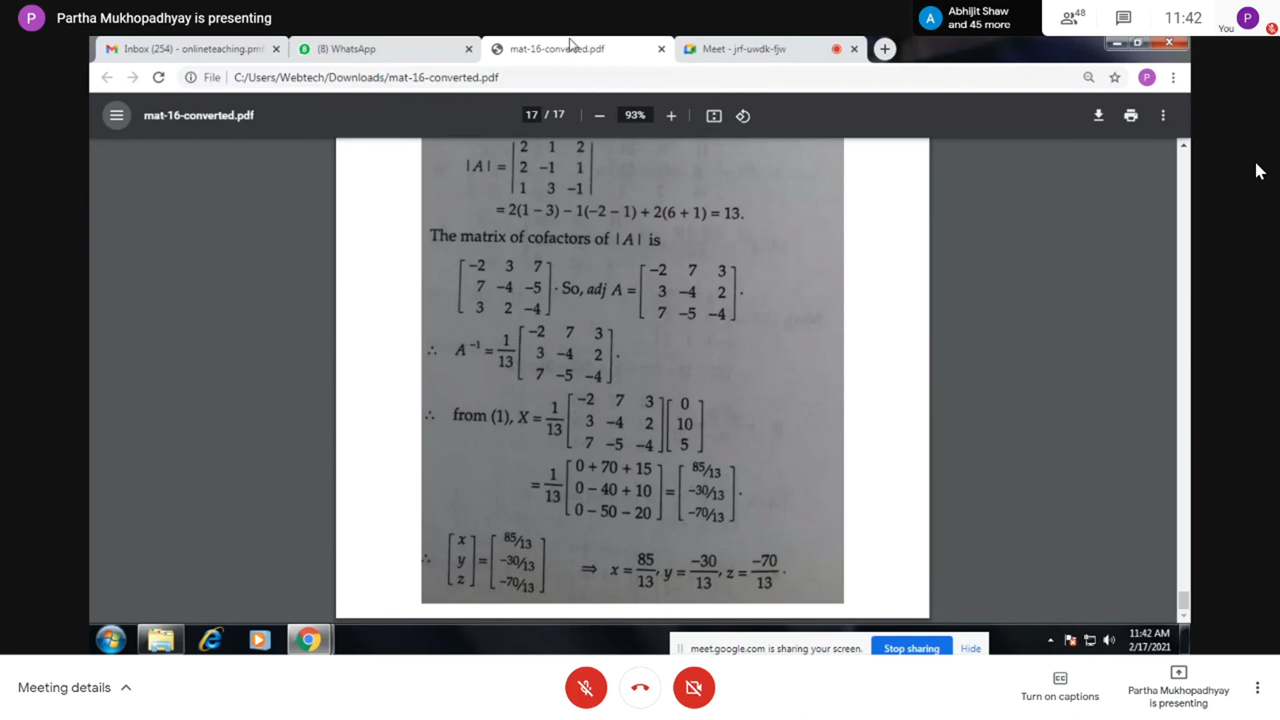 P Partha Mukhopadhyay is presenting
A Abhijit Shaw
and 45 more
48
11:42
You P
Inbox (254) - onlineteaching.pm
(8) WhatsApp
mat-16-converted.pdf
Meet - jrf-uwdk-fjw
File | C:/Users/Webtech/Downloads/mat-16-converted.pdf
P
mat-16-converted.pdf
17 / 17
93%
|A| = | 2 1 2 |
| 2 −1 1 |
| 1 3 −1 |
= 2(1 − 3) − 1(−2 − 1) + 2(6 + 1) = 13.
The matrix of cofactors of |A| is
[ −2 3 7 ] [ −2 7 3 ]
[ 7 −4 −5 ] . So, adj A = [ 3 −4 2 ] .
[ 3 2 −4 ] [ 7 −5 −4 ]
[ −2 7 3 ]
∴ A⁻¹ = 1/13 [ 3 −4 2 ] .
[ 7 −5 −4 ]
[ −2 7 3 ] [ 0 ]
∴ from (1), X = 1/13 [ 3 −4 2 ] [ 10 ]
[ 7 −5 −4 ] [ 5 ]
[ 0 + 70 + 15 ] [ 85/13 ]
= 1/13 [ 0 − 40 + 10 ] = [ −30/13 ] .
[ 0 − 50 − 20 ] [ −70/13 ]
[ x ] [ 85/13 ]
∴ [ y ] = [ −30/13 ] ⇒ x = 85/13, y = −30/13, z = −70/13 .
[ z ] [ −70/13 ]
11:42 AM
2/17/2021
meet.google.com is sharing your screen.
Stop sharing
Hide
Meeting details
Turn on captions
Partha Mukhopadhyay
is presenting